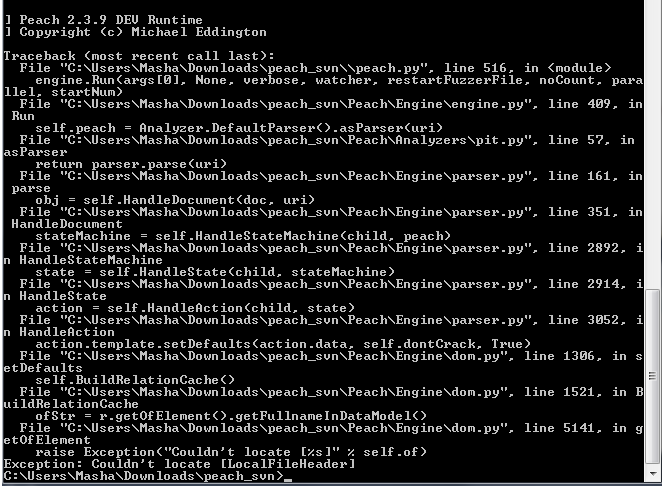 ] Peach 2.3.9 DEV Runtime
] Copyright (c) Michael Eddington
Traceback (most recent call last):
  File "C:\Users\Masha\Downloads\peach_svn\\peach.py", line 516, in <module>
    engine.Run(args[0], None, verbose, watcher, restartFuzzerFile, noCount, para
llel, startNum)
  File "C:\Users\Masha\Downloads\peach_svn\Peach\Engine\engine.py", line 409, in
 Run
    self.peach = Analyzer.DefaultParser().asParser(uri)
  File "C:\Users\Masha\Downloads\peach_svn\Peach\Analyzers\pit.py", line 57, in
asParser
    return parser.parse(uri)
  File "C:\Users\Masha\Downloads\peach_svn\Peach\Engine\parser.py", line 161, in
 parse
    obj = self.HandleDocument(doc, uri)
  File "C:\Users\Masha\Downloads\peach_svn\Peach\Engine\parser.py", line 351, in
 HandleDocument
    stateMachine = self.HandleStateMachine(child, peach)
  File "C:\Users\Masha\Downloads\peach_svn\Peach\Engine\parser.py", line 2892, i
n HandleStateMachine
    state = self.HandleState(child, stateMachine)
  File "C:\Users\Masha\Downloads\peach_svn\Peach\Engine\parser.py", line 2914, i
n HandleState
    action = self.HandleAction(child, state)
  File "C:\Users\Masha\Downloads\peach_svn\Peach\Engine\parser.py", line 3052, i
n HandleAction
    action.template.setDefaults(action.data, self.dontCrack, True)
  File "C:\Users\Masha\Downloads\peach_svn\Peach\Engine\dom.py", line 1306, in s
etDefaults
    self.BuildRelationCache()
  File "C:\Users\Masha\Downloads\peach_svn\Peach\Engine\dom.py", line 1521, in B
uildRelationCache
    ofStr = r.getOfElement().getFullnameInDataModel()
  File "C:\Users\Masha\Downloads\peach_svn\Peach\Engine\dom.py", line 5141, in g
etOfElement
    raise Exception("Couldn't locate [%s]" % self.of)
Exception: Couldn't locate [LocalFileHeader]
C:\Users\Masha\Downloads\peach_svn>_